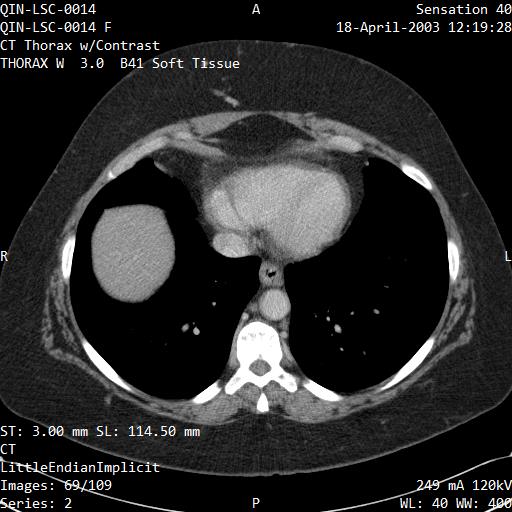 QIN-LSC-0014
A
Sensation 40
QIN-LSC-0014 F
18-April-2003 12:19:28
CT Thorax w/Contrast
THORAX W 3.0 B41 Soft Tissue
R
L
ST: 3.00 mm SL: 114.50 mm
CT
LittleEndianImplicit
Images: 69/109
249 mA 120kV
Series: 2
P
WL: 40 WW: 400